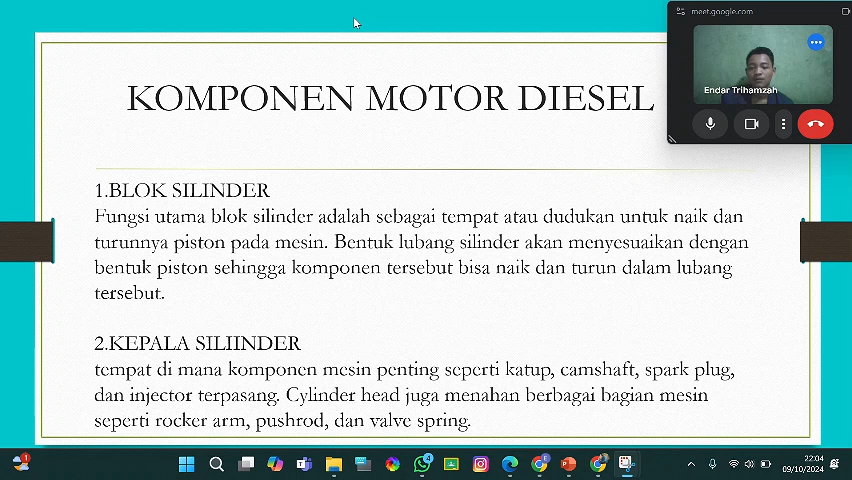 meet.google.com
Endar Trihamzah
KOMPONEN MOTOR DIESEL
1.BLOK SILINDER
Fungsi utama blok silinder adalah sebagai tempat atau dudukan untuk naik dan
turunnya piston pada mesin. Bentuk lubang silinder akan menyesuaikan dengan
bentuk piston sehingga komponen tersebut bisa naik dan turun dalam lubang
tersebut.
2.KEPALA SILIINDER
tempat di mana komponen mesin penting seperti katup, camshaft, spark plug,
dan injector terpasang. Cylinder head juga menahan berbagai bagian mesin
seperti rocker arm, pushrod, dan valve spring.
1
4
22:04
09/10/2024